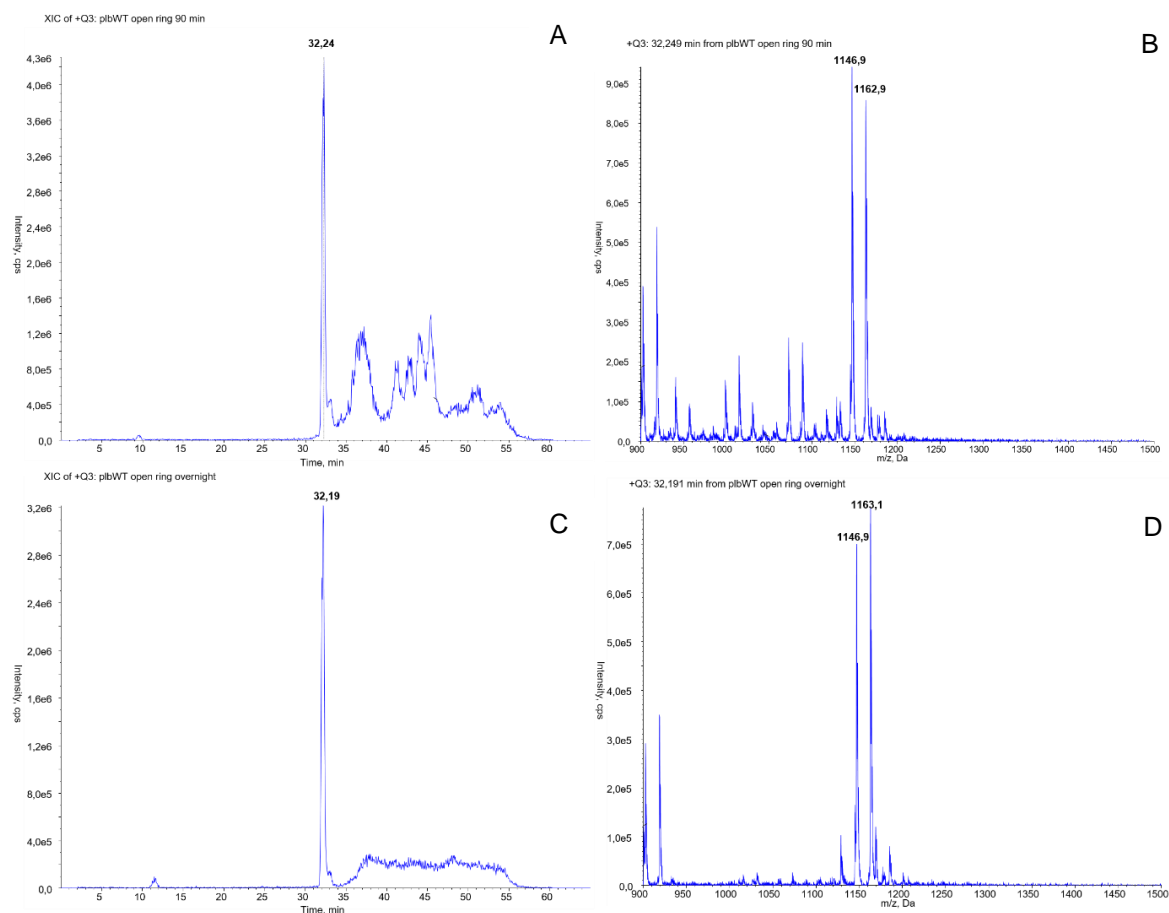 XIC of +Q3: plbWT open ring 90 min
A
32,24
4,3e6
4,0e6
3,6e6
3,2e6
2,8e6
2,4e6
2,0e6
1,6e6
1,2e6
8,0e5
4,0e5
0,0
Intensity, cps
5 10 15 20 25 30 35 40 45 50 55 60
Time, min
+Q3: 32,249 min from plbWT open ring 90 min
B
1146,9
1162,9
9,0e5
8,0e5
7,0e5
6,0e5
5,0e5
4,0e5
3,0e5
2,0e5
1,0e5
0,0
Intensity, cps
900 950 1000 1050 1100 1150 1200 1250 1300 1350 1400 1450 1500
m/z, Da
XIC of +Q3: plbWT open ring overnight
C
32,19
3,2e6
2,8e6
2,4e6
2,0e6
1,6e6
1,2e6
8,0e5
4,0e5
0,0
Intensity, cps
5 10 15 20 25 30 35 40 45 50 55 60
Time, min
+Q3: 32,191 min from plbWT open ring overnight
D
1163,1
1146,9
7,0e5
6,0e5
5,0e5
4,0e5
3,0e5
2,0e5
1,0e5
0,0
Intensity, cps
900 950 1000 1050 1100 1150 1200 1250 1300 1350 1400 1450 1500
m/z, Da